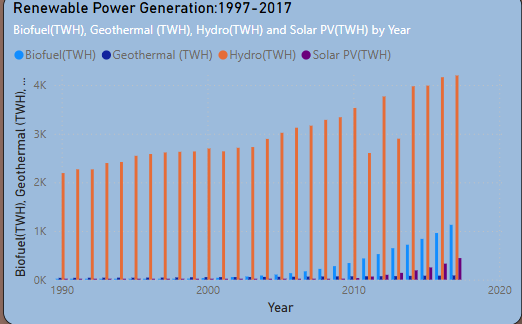 Renewable Power Generation:1997-2017
Biofuel(TWH), Geothermal (TWH), Hydro(TWH) and Solar PV(TWH) by Year
Biofuel(TWH) Geothermal (TWH) Hydro(TWH) Solar PV(TWH)
Biofuel(TWH), Geothermal (TWH), ...
4K
3K
2K
0K
1990 2000 2010 2020
Year